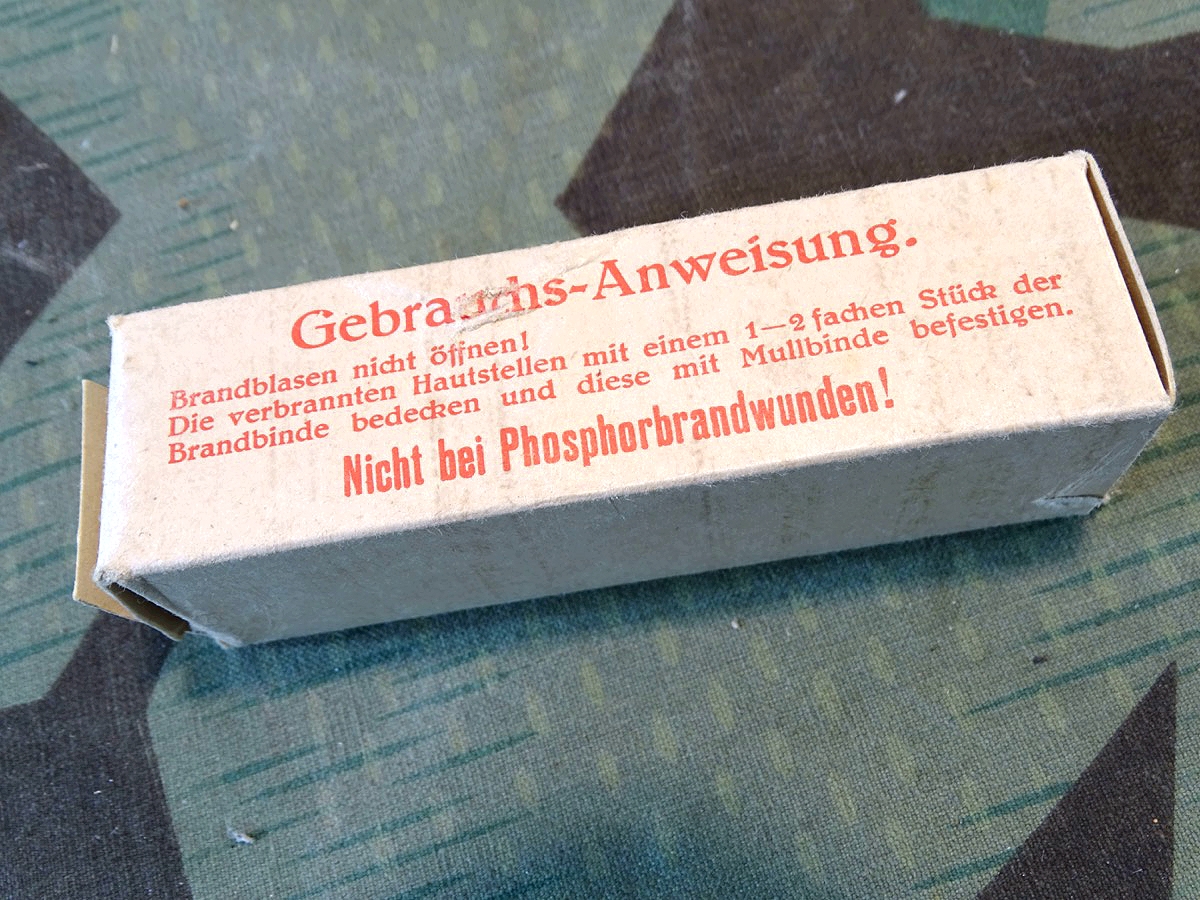 Gebrauchs-Anweisung.
Brandblasen nicht öffnen!
Die verbrannten Hautstellen mit einem 1—2 fachen Stück der
Brandbinde bedecken und diese mit Mullbinde befestigen.
Nicht bei Phosphorbrandwunden!